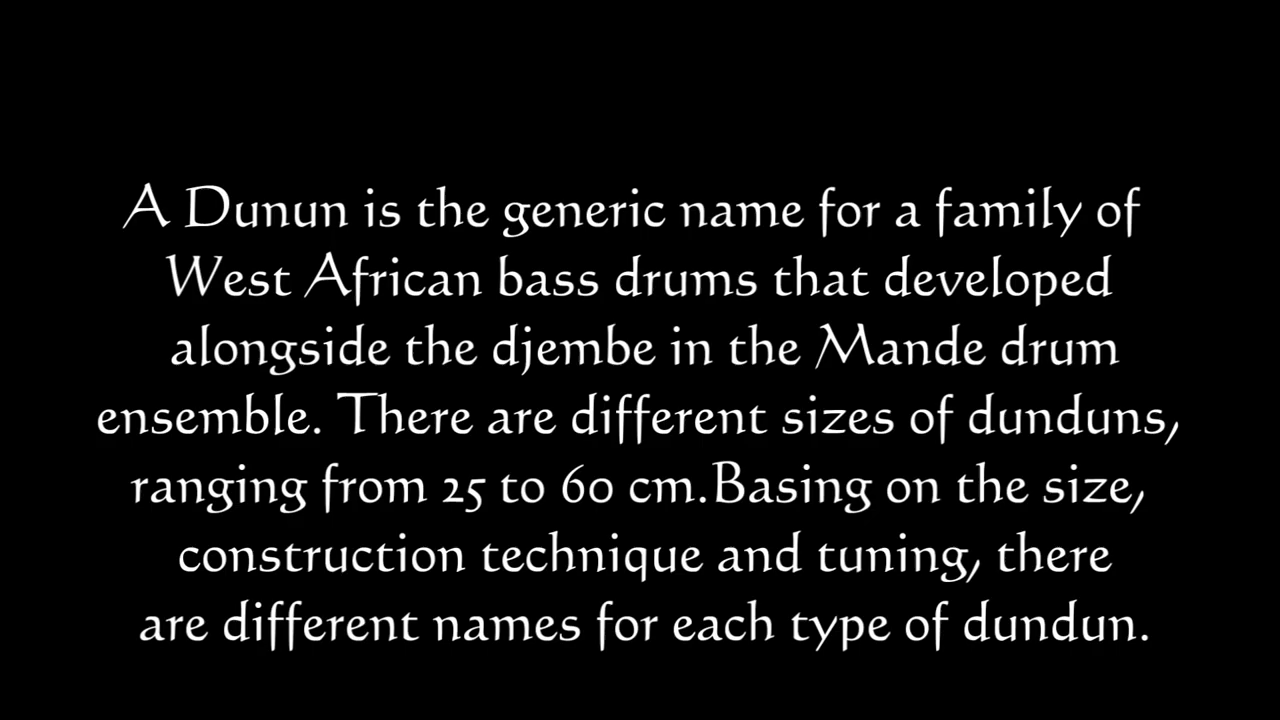 A Dunun is the generic name for a family of
West African bass drums that developed
alongside the djembe in the Mande drum
ensemble. There are different sizes of dunduns,
ranging from 25 to 60 cm.Basing on the size,
construction technique and tuning, there
are different names for each type of dundun.